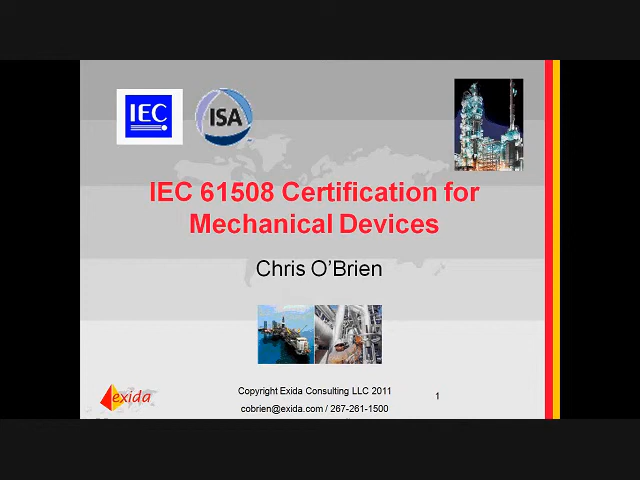 IEC
ISA
IEC 61508 Certification for
Mechanical Devices
Chris O'Brien
exida
Copyright Exida Consulting LLC 2011
cobrien@exida.com / 267-261-1500
1